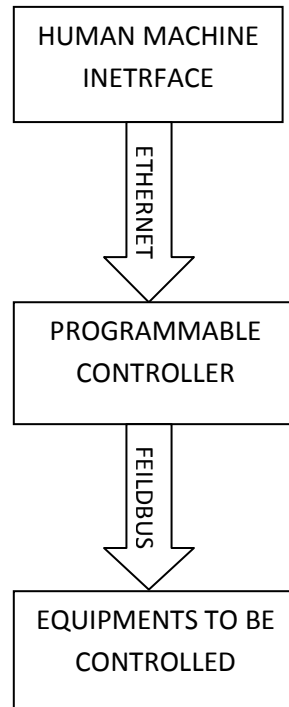 HUMAN MACHINE
INETRFACE
ETHERNET
PROGRAMMABLE
CONTROLLER
FEILDBUS
EQUIPMENTS TO BE
CONTROLLED